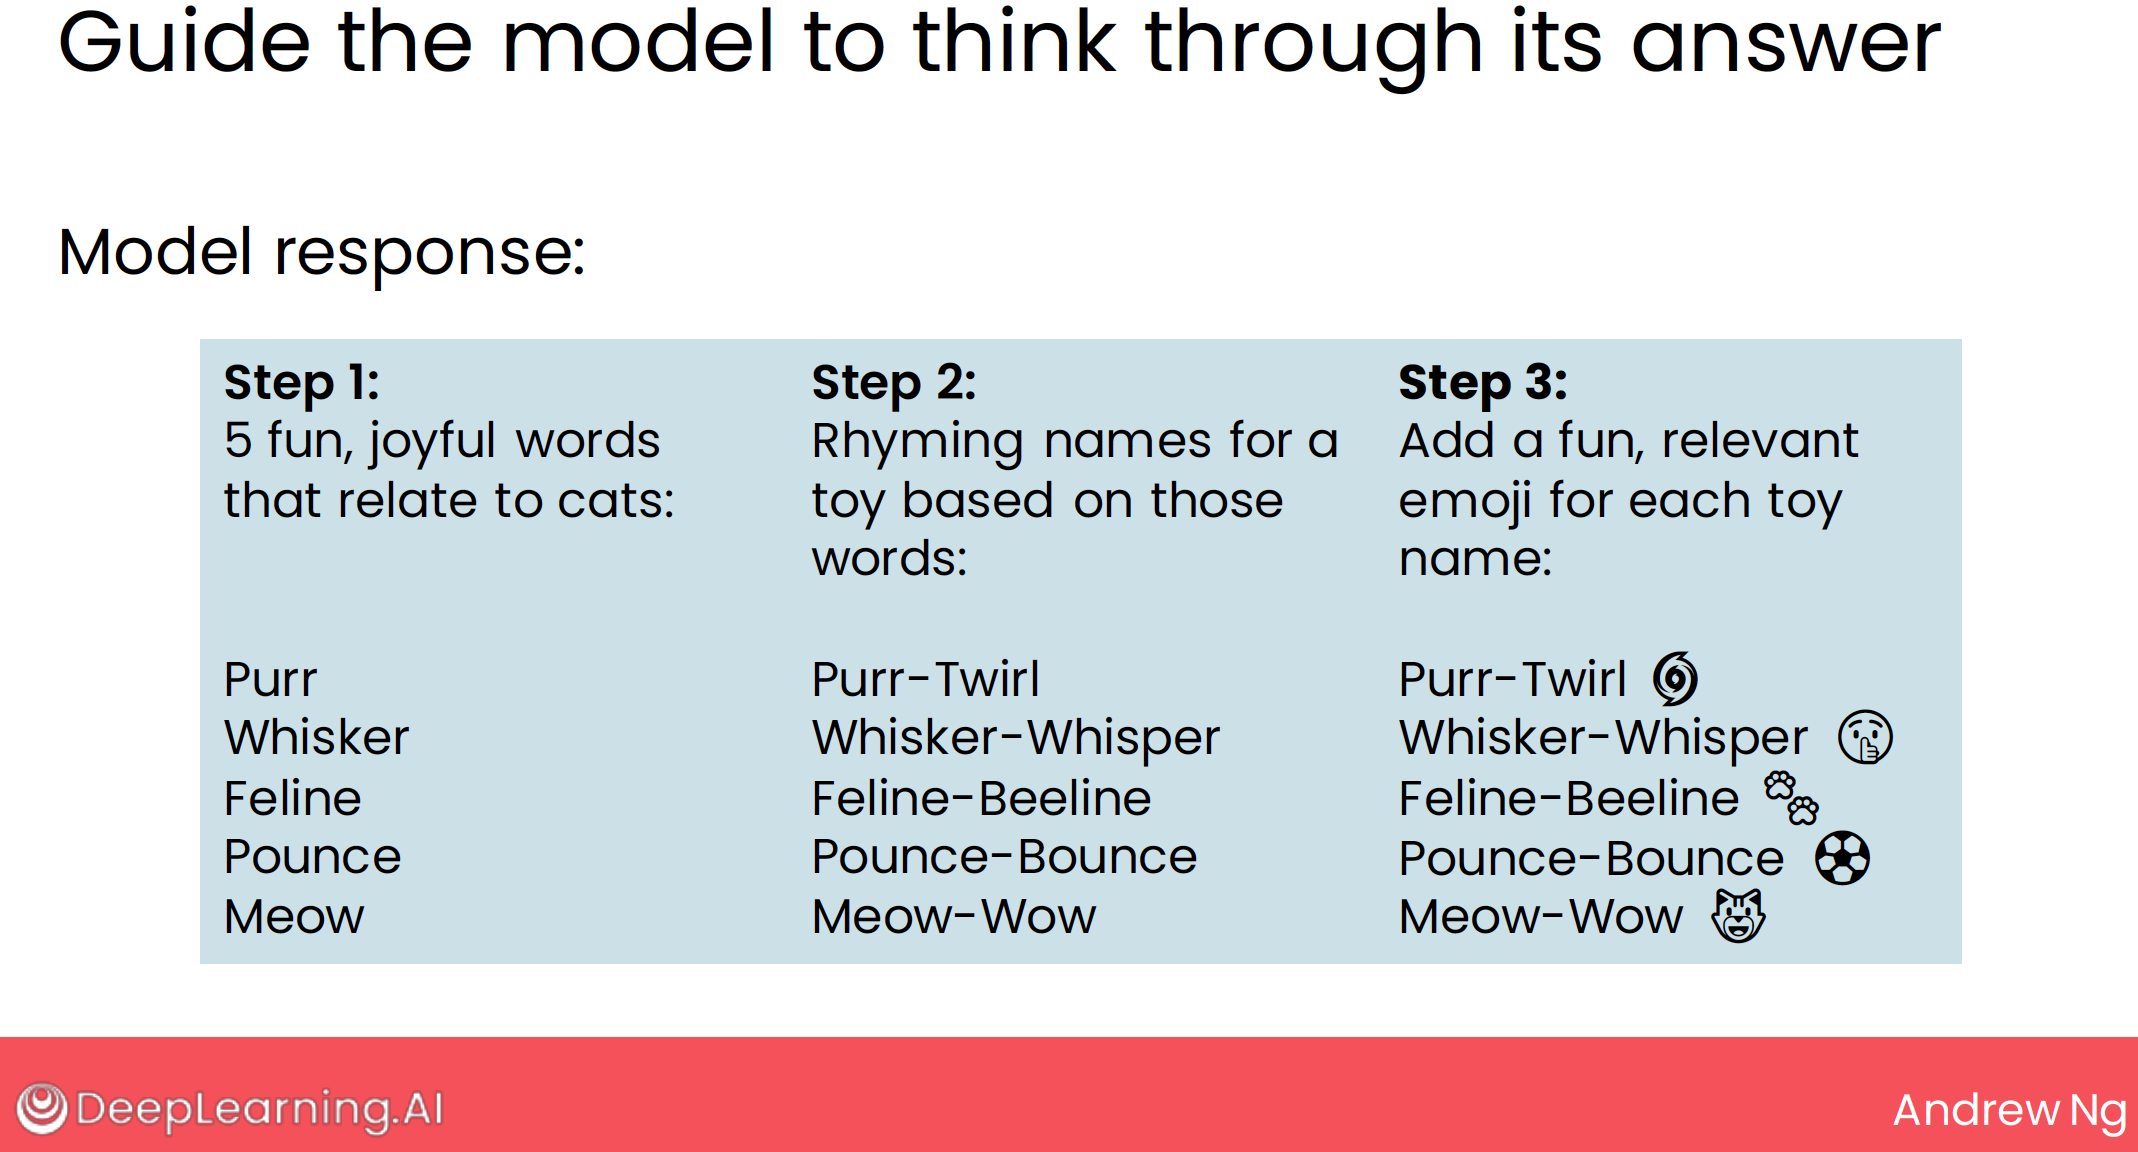 Guide the model to think through its answer
Model response:
Step 1:
5 fun, joyful words
that relate to cats:
Purr
Whisker
Feline
Pounce
Meow
Step 2:
Rhyming names for a
toy based on those
words:
Purr-Twirl
Whisker-Whisper
Feline-Beeline
Pounce-Bounce
Meow-Wow
Step 3:
Add a fun, relevant
emoji for each toy
name:
Purr-Twirl 🌀
Whisker-Whisper 🤫
Feline-Beeline 🐾
Pounce-Bounce ⚽
Meow-Wow 😺
DeepLearning.AI
Andrew Ng